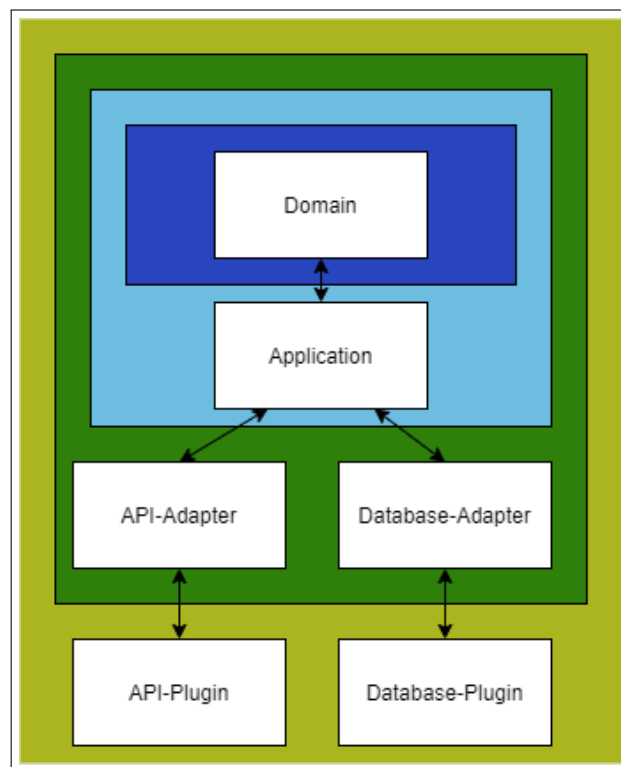 Domain
Application
API-Adapter
Database-Adapter
API-Plugin
Database-Plugin